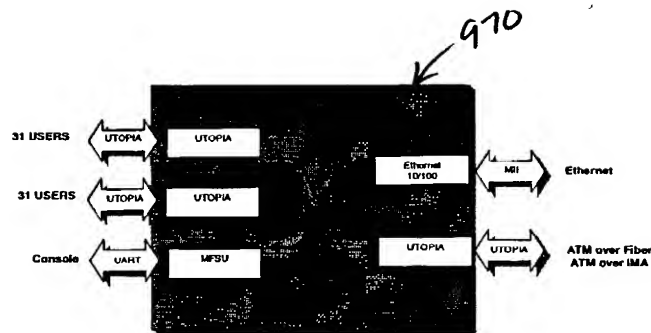 970
31 USERS
UTOPIA
UTOPIA
Ethernet
10/100
MII
Ethernet
31 USERS
UTOPIA
UTOPIA
Console
UART
MFSU
UTOPIA
UTOPIA
ATM over Fiber
ATM over IMA